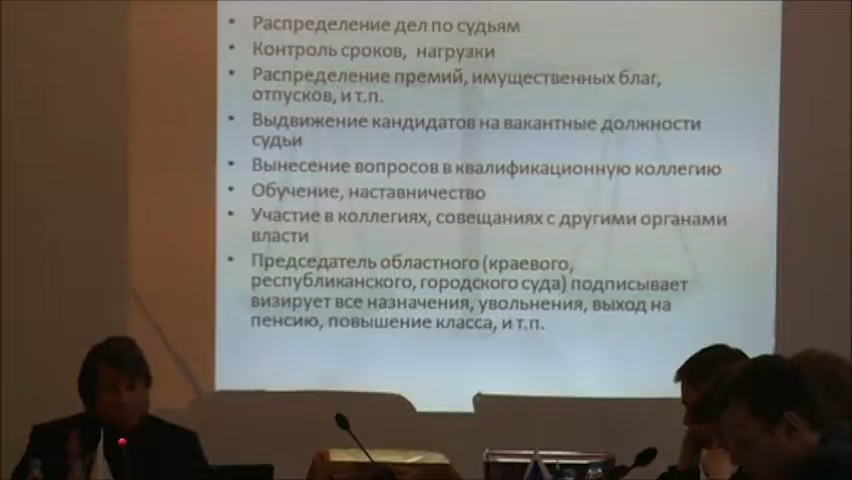 • Распределение дел по судьям
• Контроль сроков, нагрузки
• Распределение премий, имущественных благ,
отпусков, и т.п.
• Выдвижение кандидатов на вакантные должности
судьи
• Вынесение вопросов в квалификационную коллегию
• Обучение, наставничество
• Участие в коллегиях, совещаниях с другими органами
власти
• Председатель областного (краевого,
республиканского, городского суда) подписывает
визирует все назначения, увольнения, выход на
пенсию, повышение класса, и т.п.